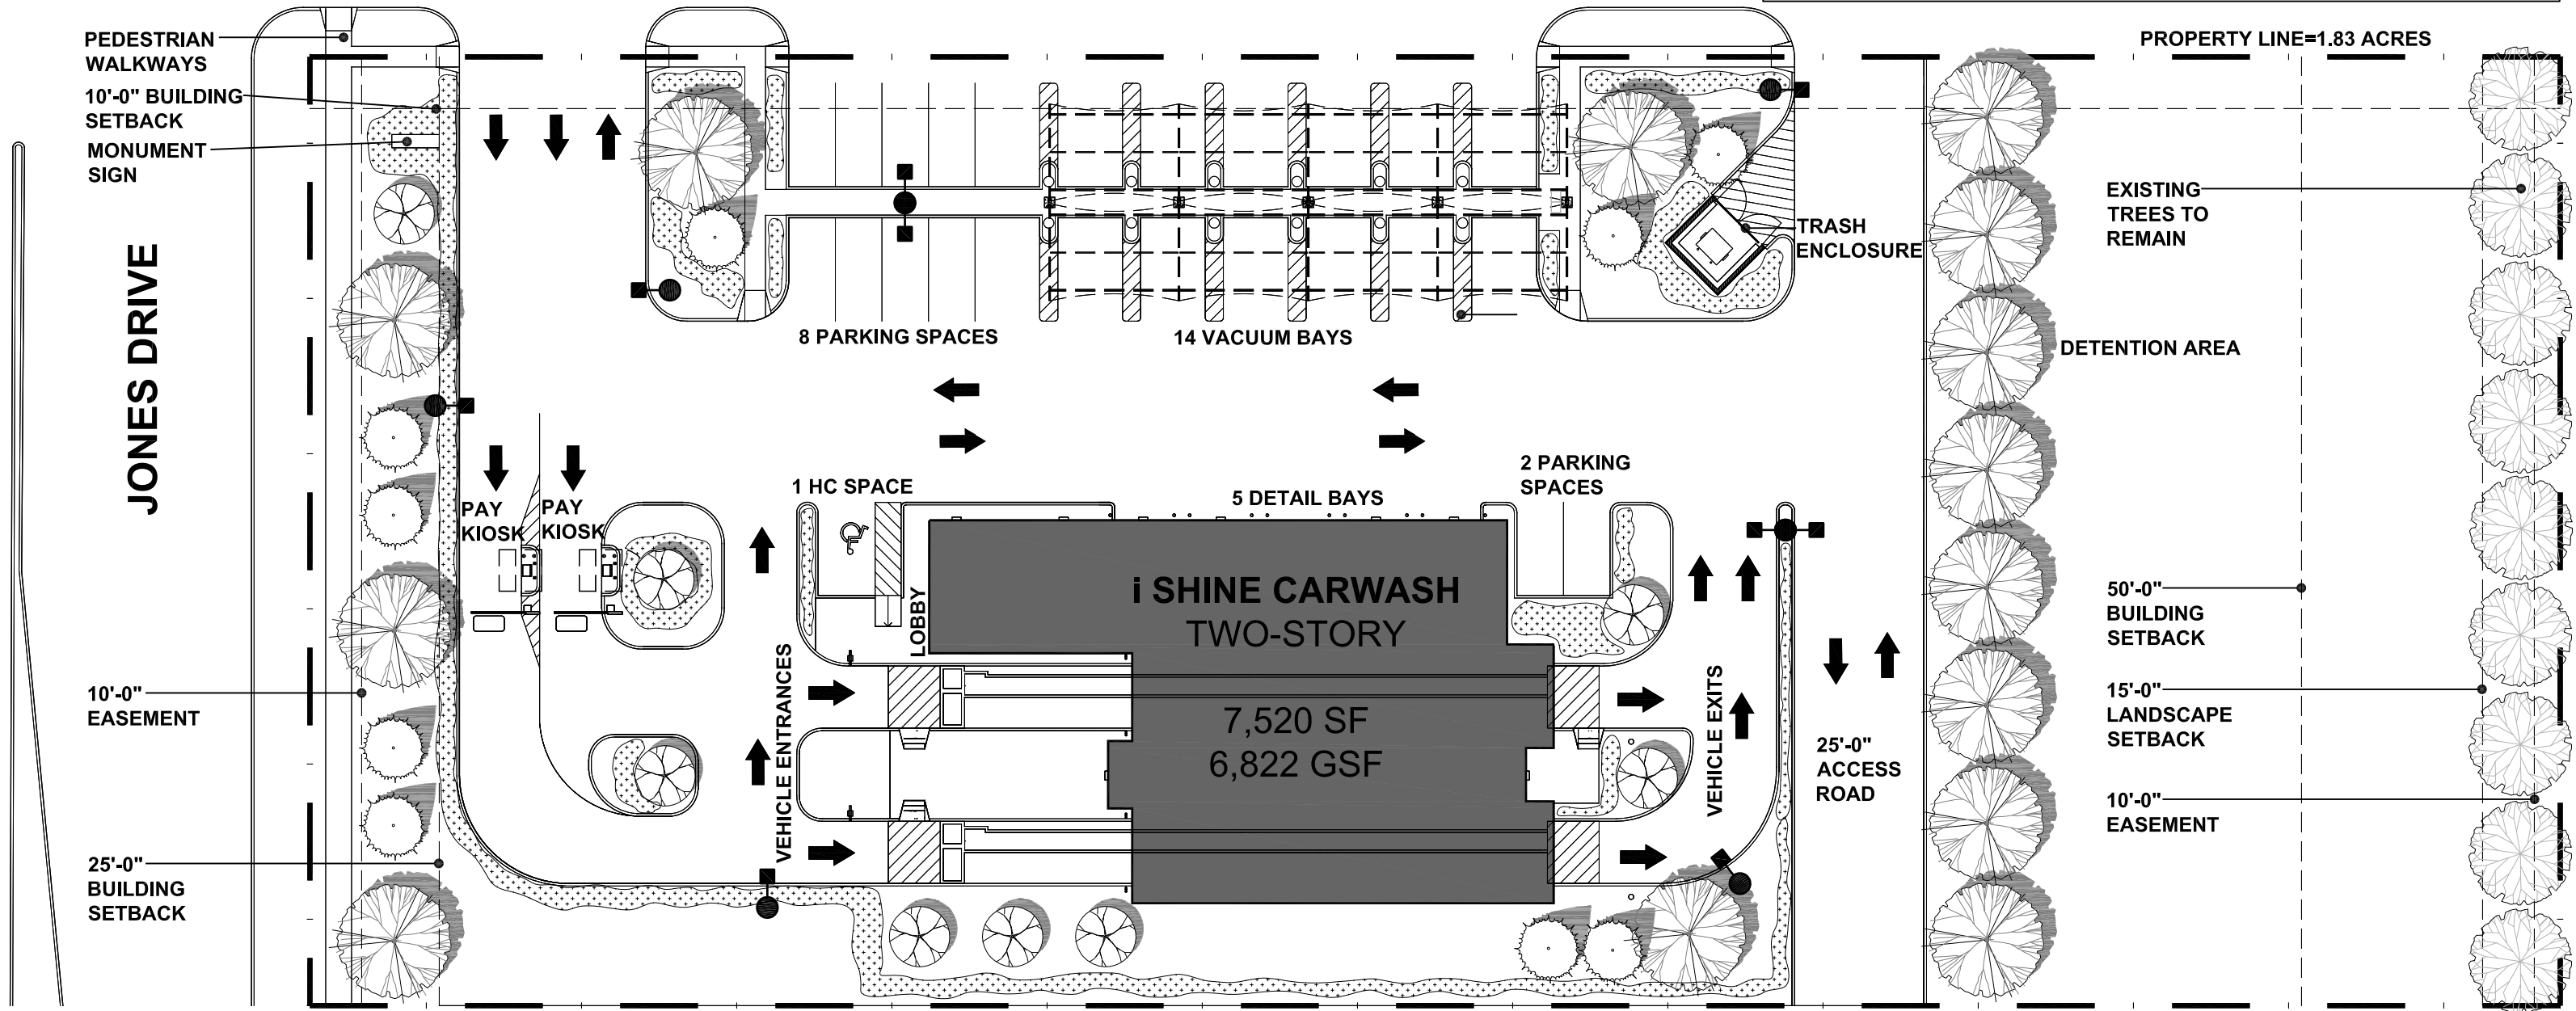 PEDESTRIAN
WALKWAYS
10'-0" BUILDING
SETBACK
MONUMENT
SIGN
JONES DRIVE
10'-0"
EASEMENT
25'-0"
BUILDING
SETBACK
PAY
KIOSK
PAY
KIOSK
8 PARKING SPACES
14 VACUUM BAYS
1 HC SPACE
5 DETAIL BAYS
2 PARKING
SPACES
LOBBY
i SHINE CARWASH
TWO-STORY
7,520 SF
6,822 GSF
VEHICLE ENTRANCES
VEHICLE EXITS
25'-0"
ACCESS
ROAD
TRASH
ENCLOSURE
PROPERTY LINE=1.83 ACRES
EXISTING
TREES TO
REMAIN
DETENTION AREA
50'-0"
BUILDING
SETBACK
15'-0"
LANDSCAPE
SETBACK
10'-0"
EASEMENT